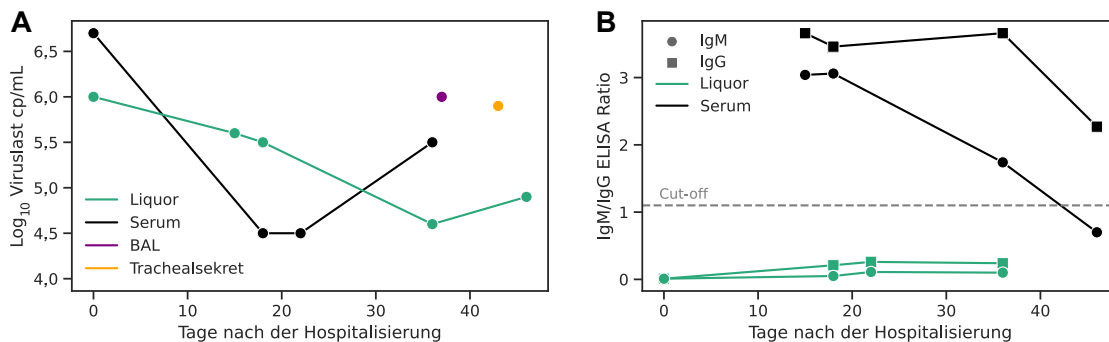 A
Log10 Viruslast cp/mL
6,5
6,0
5,5
5,0
4,5
4,0
Liquor
Serum
BAL
Trachealsekret
0
20
40
Tage nach der Hospitalisierung
B
IgM/IgG ELISA Ratio
3
2
1
0
IgM
IgG
Liquor
Serum
Cut-off
0
10
20
30
40
Tage nach der Hospitalisierung